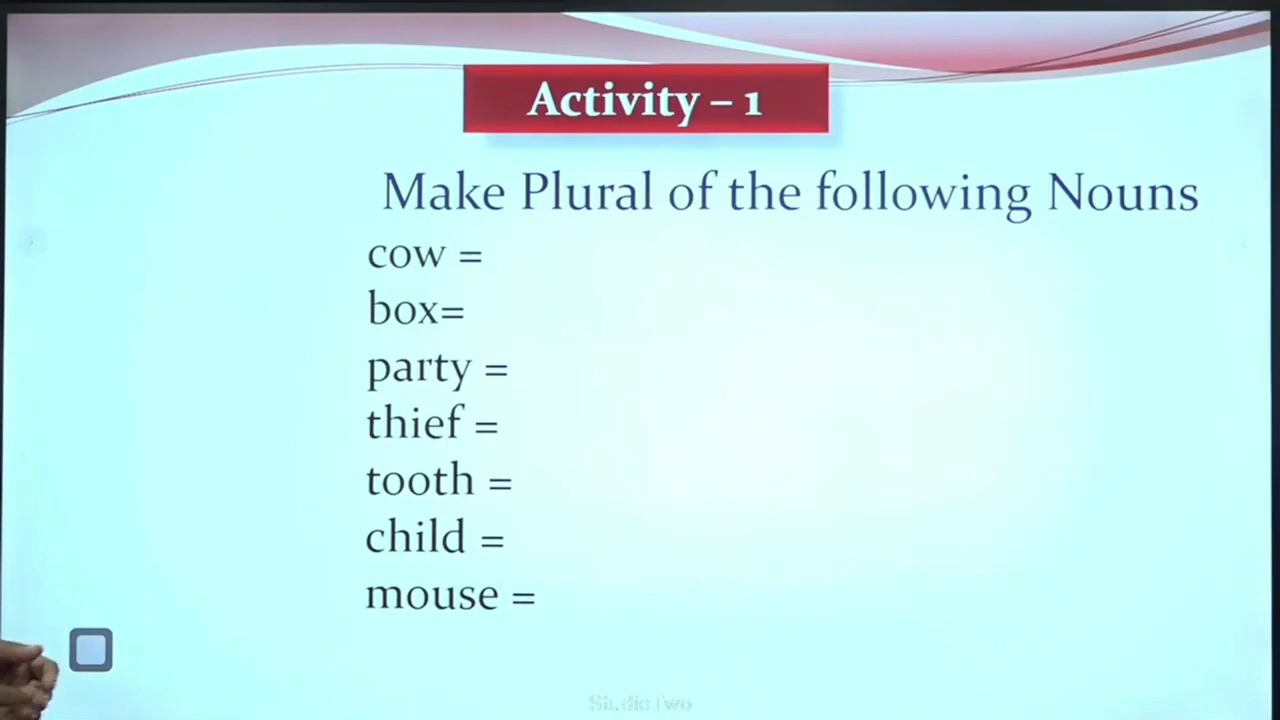 Activity – 1
Make Plural of the following Nouns
cow =
box=
party =
thief =
tooth =
child =
mouse =